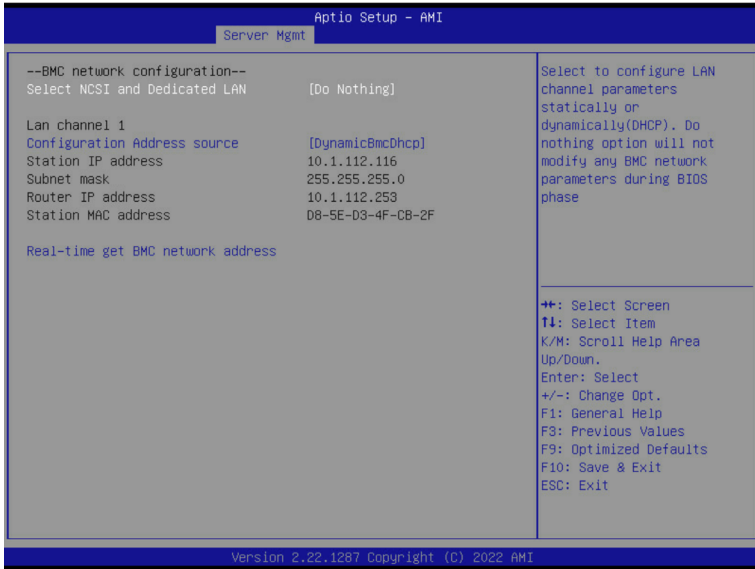 Aptio Setup - AMI
Server Mgmt
--BMC network configuration--
Select NCSI and Dedicated LAN [Do Nothing]
Lan channel 1
Configuration Address source [DynamicBmcDhcp]
Station IP address 10.1.112.116
Subnet mask 255.255.255.0
Router IP address 10.1.112.253
Station MAC address D8-5E-D3-4F-CB-2F
Real-time get BMC network address
Select to configure LAN
channel parameters
statically or
dynamically(DHCP). Do
nothing option will not
modify any BMC network
parameters during BIOS
phase
→←: Select Screen
↑↓: Select Item
K/M: Scroll Help Area
Up/Down.
Enter: Select
+/-: Change Opt.
F1: General Help
F3: Previous Values
F9: Optimized Defaults
F10: Save & Exit
ESC: Exit
Version 2.22.1287 Copyright (C) 2022 AMI